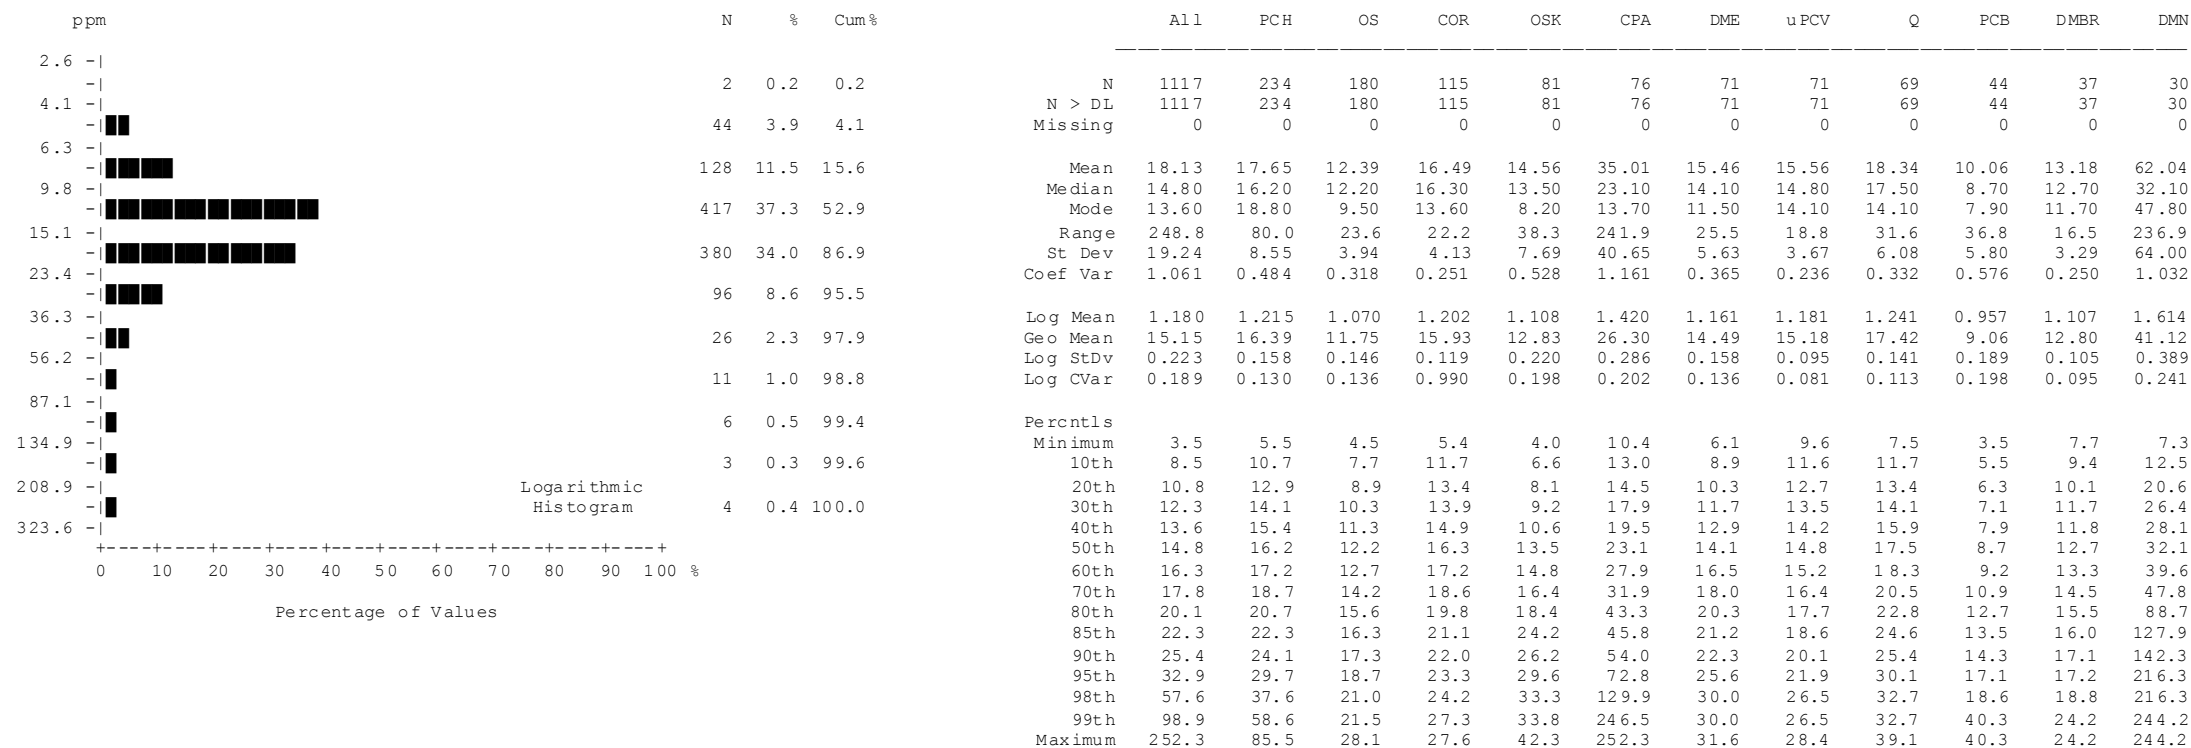 ppm N % Cum% All PCH OS COR OSK CPA DME uPCV Q PCB DMBR DMN
2.6 -|
-| 2 0.2 0.2 N 1117 234 180 115 81 76 71 71 69 44 37 30
4.1 -| N > DL 1117 234 180 115 81 76 71 71 69 44 37 30
-| 44 3.9 4.1 Missing 0 0 0 0 0 0 0 0 0 0 0 0
6.3 -|
-| 128 11.5 15.6 Mean 18.13 17.65 12.39 16.49 14.56 35.01 15.46 15.56 18.34 10.06 13.18 62.04
9.8 -| Median 14.80 16.20 12.20 16.30 13.50 23.10 14.10 14.80 17.50 8.70 12.70 32.10
-| 417 37.3 52.9 Mode 13.60 18.80 9.50 13.60 8.20 13.70 11.50 14.10 14.10 7.90 11.70 47.80
15.1 -| Range 248.8 80.0 23.6 22.2 38.3 241.9 25.5 18.8 31.6 36.8 16.5 236.9
-| 380 34.0 86.9 St Dev 19.24 8.55 3.94 4.13 7.69 40.65 5.63 3.67 6.08 5.80 3.29 64.00
23.4 -| Coef Var 1.061 0.484 0.318 0.251 0.528 1.161 0.365 0.236 0.332 0.576 0.250 1.032
-| 96 8.6 95.5
36.3 -| Log Mean 1.180 1.215 1.070 1.202 1.108 1.420 1.161 1.181 1.241 0.957 1.107 1.614
-| 26 2.3 97.9 Geo Mean 15.15 16.39 11.75 15.93 12.83 26.30 14.49 15.18 17.42 9.06 12.80 41.12
56.2 -| Log StDv 0.223 0.158 0.146 0.119 0.220 0.286 0.158 0.095 0.141 0.189 0.105 0.389
-| 11 1.0 98.8 Log CVar 0.189 0.130 0.136 0.990 0.198 0.202 0.136 0.081 0.113 0.198 0.095 0.241
87.1 -|
-| 6 0.5 99.4 Percntls
134.9 -| Minimum 3.5 5.5 4.5 5.4 4.0 10.4 6.1 9.6 7.5 3.5 7.7 7.3
-| 3 0.3 99.6 10th 8.5 10.7 7.7 11.7 6.6 13.0 8.9 11.6 11.7 5.5 9.4 12.5
208.9 -| Logarithmic 20th 10.8 12.9 8.9 13.4 8.1 14.5 10.3 12.7 13.4 6.3 10.1 20.6
-| Histogram 4 0.4 100.0 30th 12.3 14.1 10.3 13.9 9.2 17.9 11.7 13.5 14.1 7.1 11.7 26.4
323.6 -| 40th 13.6 15.4 11.3 14.9 10.6 19.5 12.9 14.2 15.9 7.9 11.8 28.1
+----+----+----+----+----+----+----+----+----+----+ 50th 14.8 16.2 12.2 16.3 13.5 23.1 14.1 14.8 17.5 8.7 12.7 32.1
0 10 20 30 40 50 60 70 80 90 100 % 60th 16.3 17.2 12.7 17.2 14.8 27.9 16.5 15.2 18.3 9.2 13.3 39.6
70th 17.8 18.7 14.2 18.6 16.4 31.9 18.0 16.4 20.5 10.9 14.5 47.8
Percentage of Values 80th 20.1 20.7 15.6 19.8 18.4 43.3 20.3 17.7 22.8 12.7 15.5 88.7
85th 22.3 22.3 16.3 21.1 24.2 45.8 21.2 18.6 24.6 13.5 16.0 127.9
90th 25.4 24.1 17.3 22.0 26.2 54.0 22.3 20.1 25.4 14.3 17.1 142.3
95th 32.9 29.7 18.7 23.3 29.6 72.8 25.6 21.9 30.1 17.1 17.2 216.3
98th 57.6 37.6 21.0 24.2 33.3 129.9 30.0 26.5 32.7 18.6 18.8 216.3
99th 98.9 58.6 21.5 27.3 33.8 246.5 30.0 26.5 32.7 40.3 24.2 244.2
Maximum 252.3 85.5 28.1 27.6 42.3 252.3 31.6 28.4 39.1 40.3 24.2 244.2